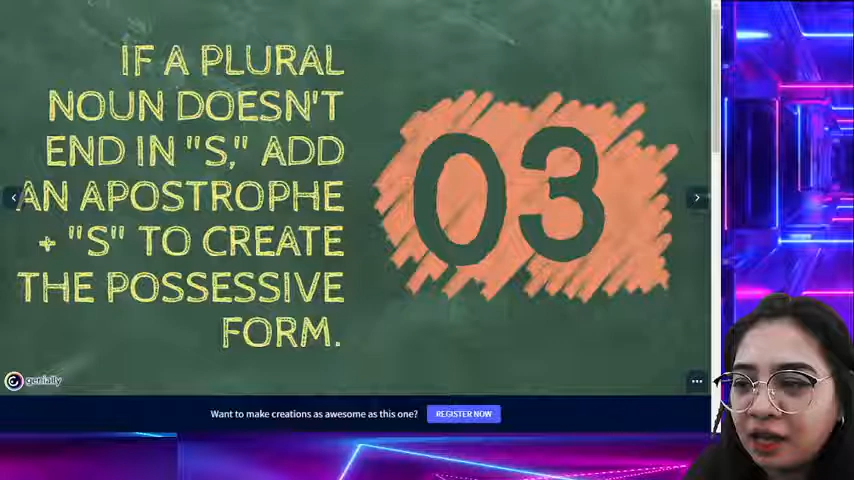 IF A PLURAL
NOUN DOESN'T
END IN "S," ADD
AN APOSTROPHE
+ "S" TO CREATE
THE POSSESSIVE
FORM.
03
genially
Want to make creations as awesome as this one?
REGISTER NOW